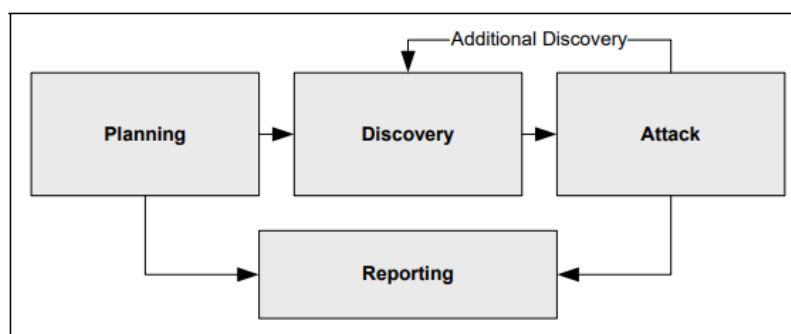 Additional Discovery
Planning
Discovery
Attack
Reporting